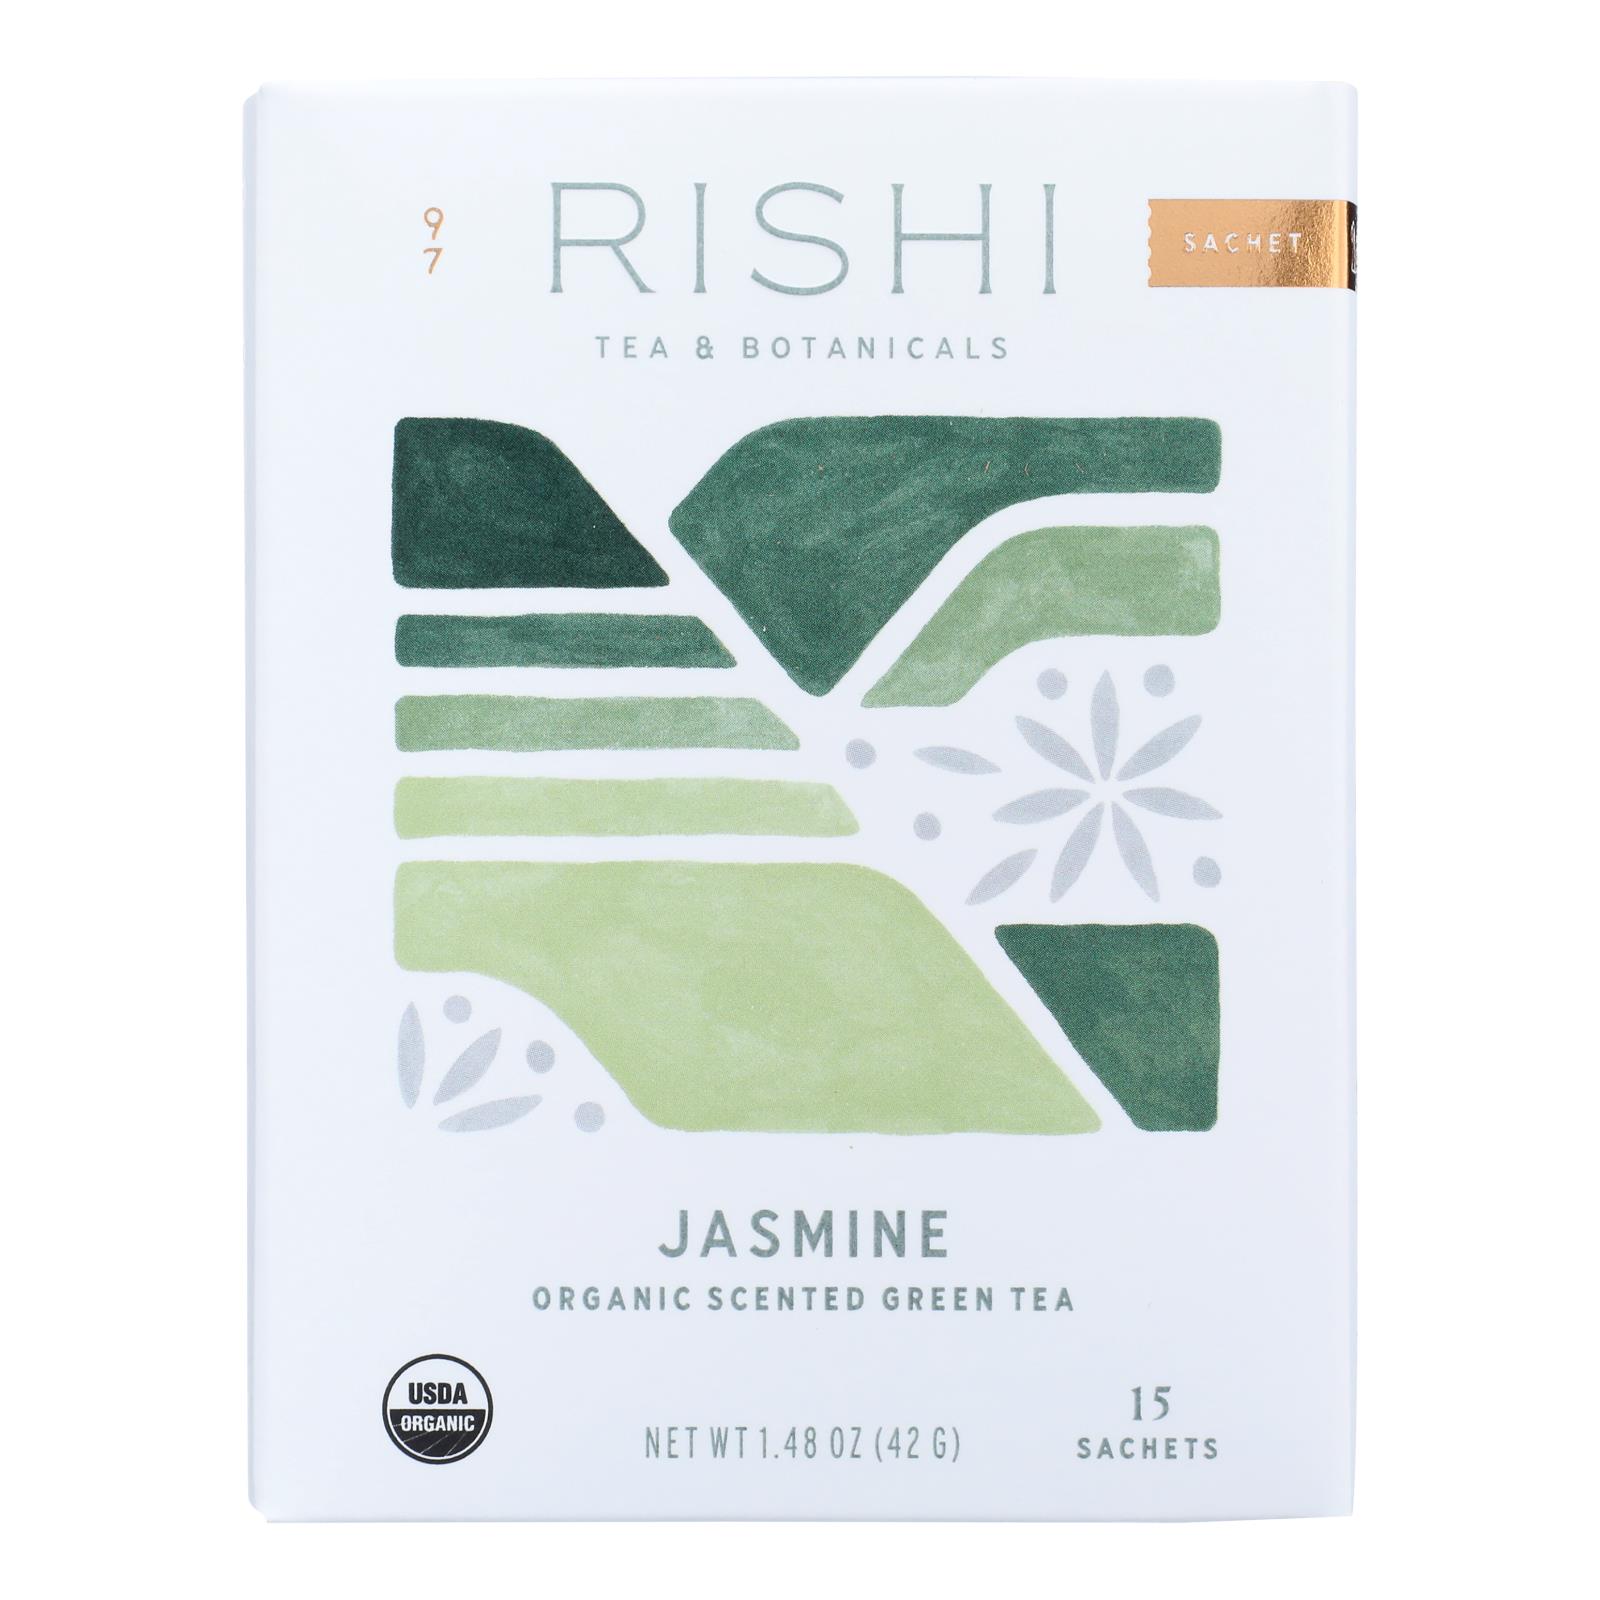 9
7
RISHI
SACHET
TEA & BOTANICALS
JASMINE
ORGANIC SCENTED GREEN TEA
USDA
ORGANIC
NET WT 1.48 OZ (42 G)
15
SACHETS